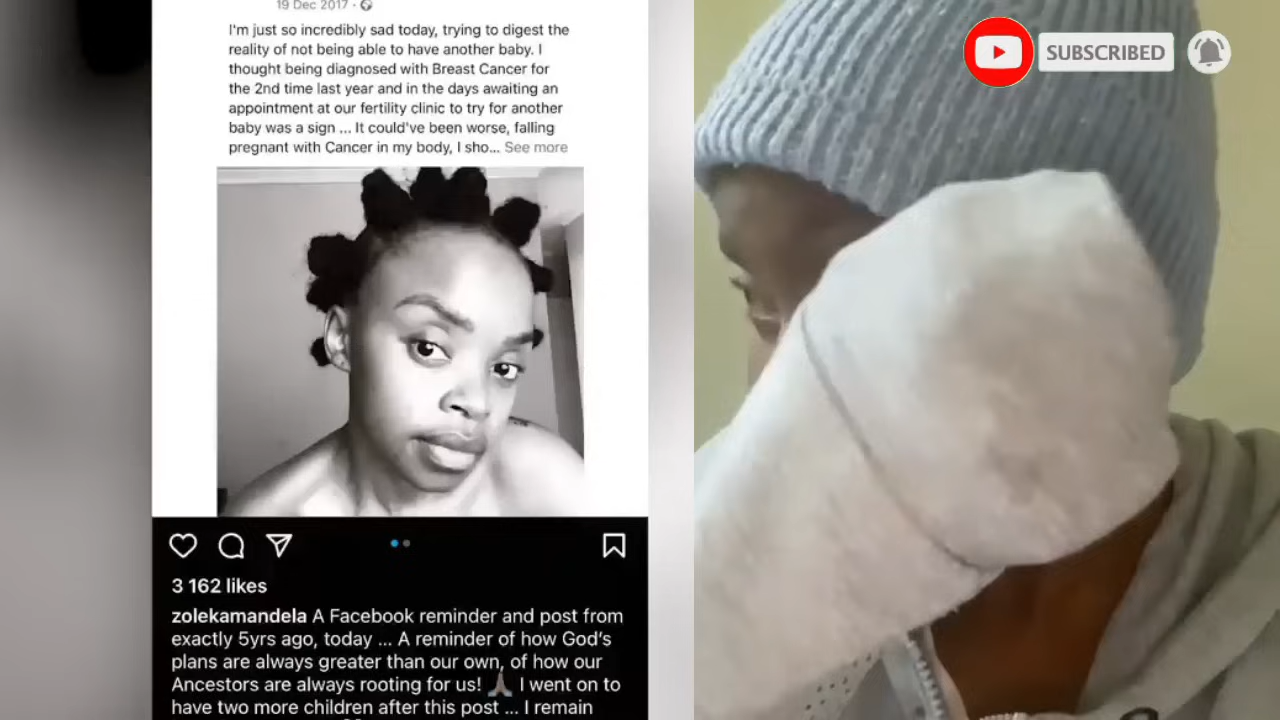 19 Dec 2017 ·
I'm just so incredibly sad today, trying to digest the
reality of not being able to have another baby. I
thought being diagnosed with Breast Cancer for
the 2nd time last year and in the days awaiting an
appointment at our fertility clinic to try for another
baby was a sign ... It could've been worse, falling
pregnant with Cancer in my body, I sho... See more
3 162 likes
zolekamandela A Facebook reminder and post from
exactly 5yrs ago, today ... A reminder of how God's
plans are always greater than our own, of how our
Ancestors are always rooting for us! 🙏🏽 I went on to
have two more children after this post ... I remain
SUBSCRIBED